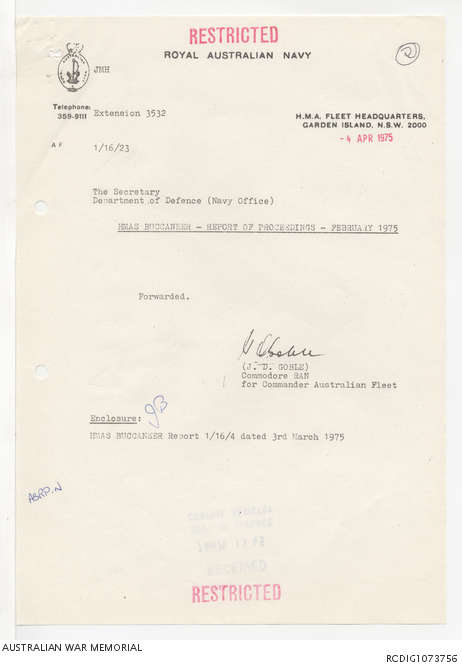 RESTRICTED
ROYAL AUSTRALIAN NAVY
2
JMH
Telephone:
359-9111
Extension 3532
H.M.A. FLEET HEADQUARTERS,
GARDEN ISLAND, N.S.W. 2000
-4 APR 1975
AF
1/16/23
The Secretary
Department of Defence (Navy Office)
HMAS BUCCANEER - REPORT OF PROCEEDINGS - FEBRUARY 1975
Forwarded.
(J. D. GOBLE)
Commodore RAN
for Commander Australian Fleet
Enclosure:
HMAS BUCCANEER Report 1/16/4 dated 3rd March 1975
RECEIVED
RESTRICTED
AUSTRALIAN WAR MEMORIAL
RCDIG1073756